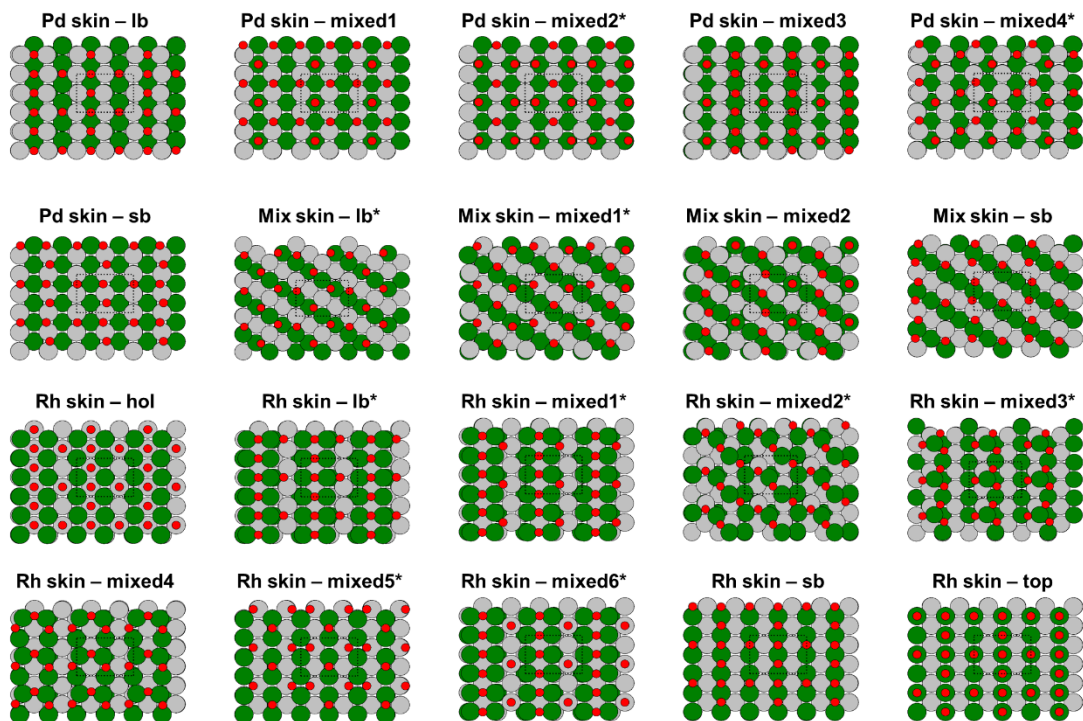 Pd skin – lb
Pd skin – mixed1
Pd skin – mixed2*
Pd skin – mixed3
Pd skin – mixed4*
Pd skin – sb
Mix skin – lb*
Mix skin – mixed1*
Mix skin – mixed2
Mix skin – sb
Rh skin – hol
Rh skin – lb*
Rh skin – mixed1*
Rh skin – mixed2*
Rh skin – mixed3*
Rh skin – mixed4
Rh skin – mixed5*
Rh skin – mixed6*
Rh skin – sb
Rh skin – top